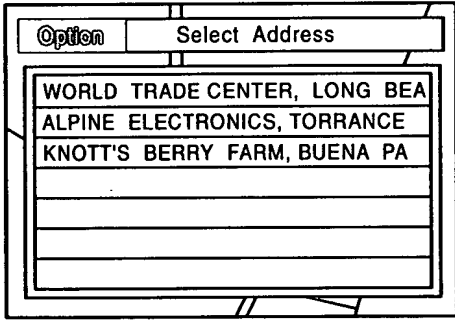 Option Select Address
WORLD TRADE CENTER, LONG BEA
ALPINE ELECTRONICS, TORRANCE
KNOTT'S BERRY FARM, BUENA PA